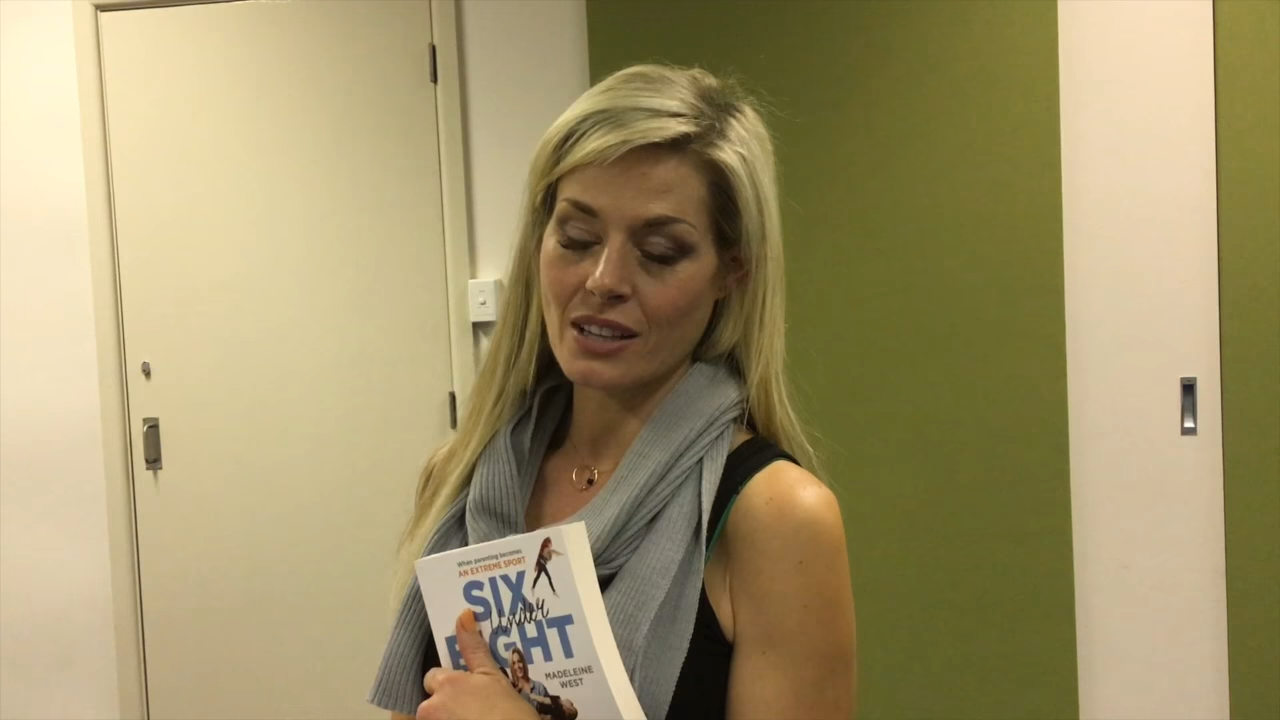 When parenting becomes
AN EXTREME SPORT
SIX
Under
EIGHT
MADELEINE
WEST